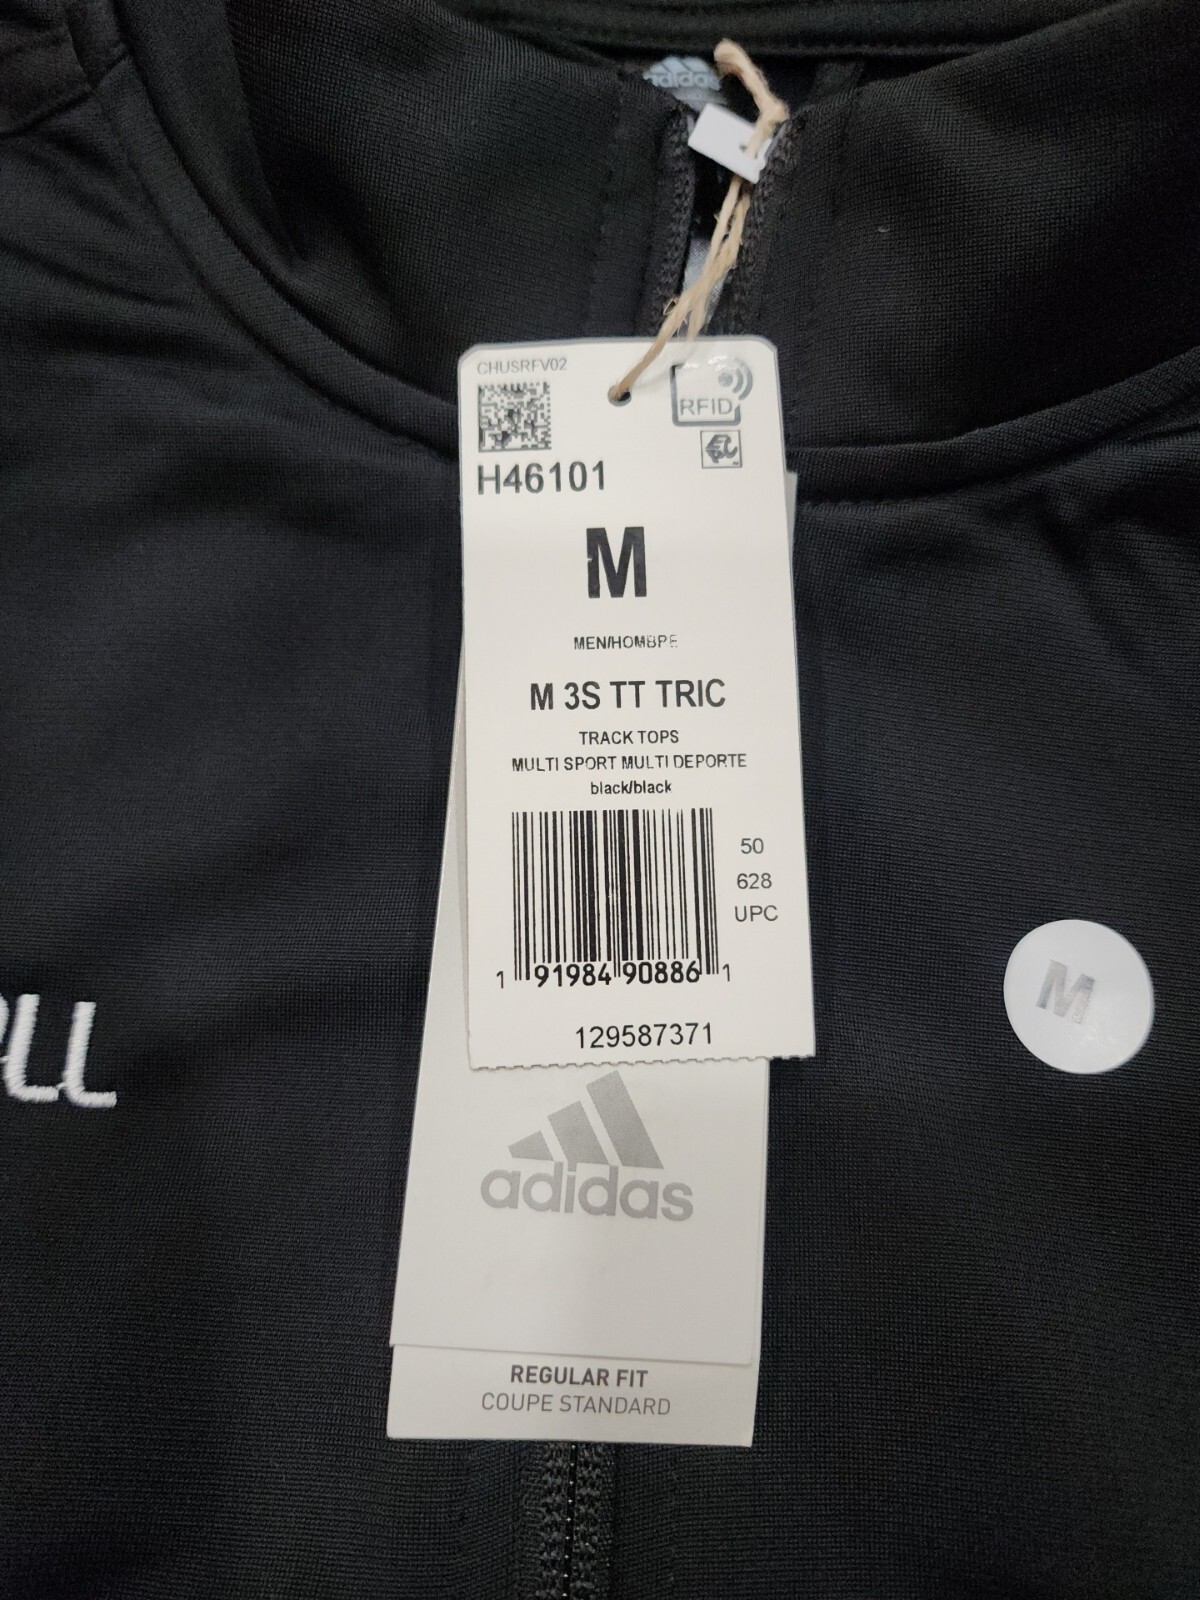 adidas
CHUSRFV02
RFID
H46101
M
MEN/HOMBRE
M 3S TT TRIC
TRACK TOPS
MULTI SPORT MULTI DEPORTE
black/black
50
628
UPC
1 91984 90886 1
129587371
M
adidas
REGULAR FIT
COUPE STANDARD